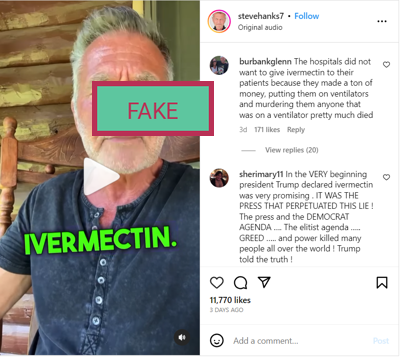 stevehanks7 • Follow
Original audio
burbankglenn The hospitals did not
want to give ivermectin to their
patients because they made a ton of
money, putting them on ventilators
and murdering them anyone
that was on a ventilator pretty much died
3d 171 likes Reply
View replies (20)
sherimary11 In the VERY beginning
president Trump declared ivermectin
was very promising . IT WAS THE
PRESS THAT PERPETUATED THIS LIE !
The press and the DEMOCRAT
AGENDA .... The elitist agenda .....
GREED ..... and power killed many
people all over the world ! Trump
told the truth !
FAKE
IVERMECTIN.
11,770 likes
3 DAYS AGO
Add a comment...
Post